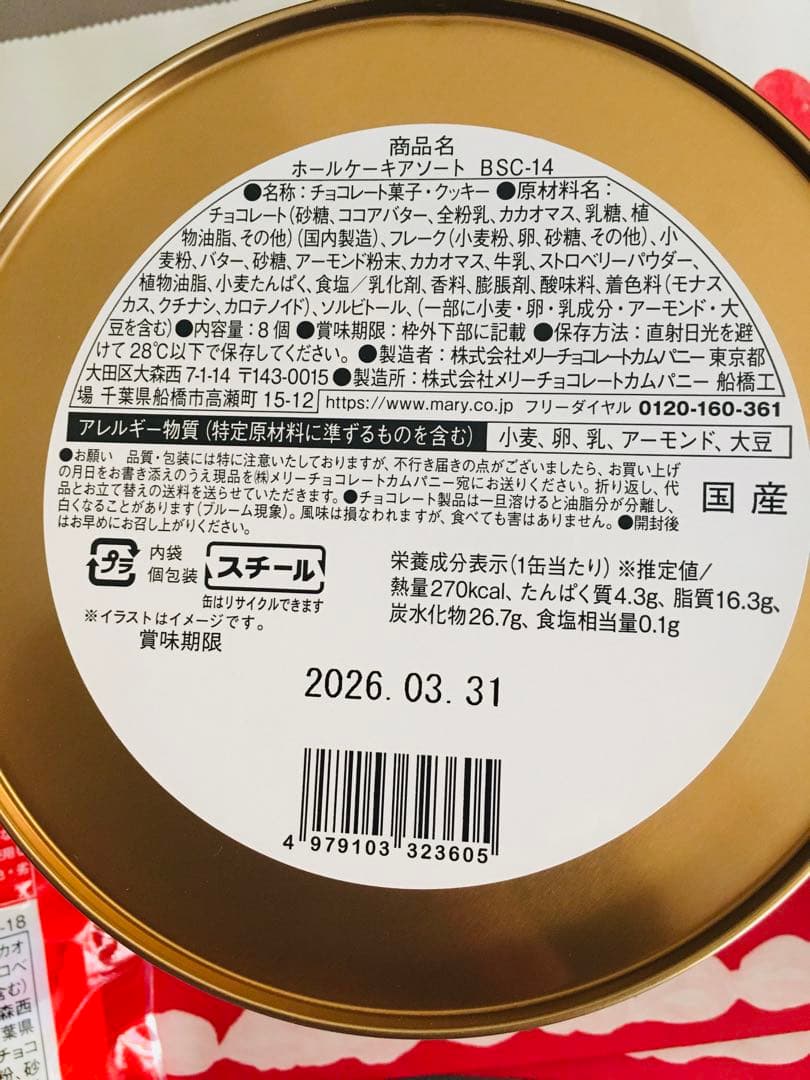 商品名
ホールケーキアソート BSC-14
●名称：チョコレート菓子・クッキー ●原材料名：
チョコレート（砂糖、ココアバター、全粉乳、カカオマス、乳糖、植
物油脂、その他）（国内製造）、フレーク（小麦粉、卵、砂糖、その他）、小
麦粉、バター、砂糖、アーモンド粉末、カカオマス、牛乳、ストロベリーパウダー、
植物油脂、小麦たんぱく、食塩／乳化剤、香料、膨脹剤、酸味料、着色料（モナス
カス、クチナシ、カロテノイド）、ソルビトール、（一部に小麦・卵・乳成分・アーモンド・大
豆を含む）●内容量：8個 ●賞味期限：枠外下部に記載 ●保存方法：直射日光を避
けて28℃以下で保存してください。●製造者：株式会社メリーチョコレートカムパニー 東京都
大田区大森西7-1-14 〒143-0015 ●製造所：株式会社メリーチョコレートカムパニー 船橋工
場 千葉県船橋市高瀬町15-12 https://www.mary.co.jp フリーダイヤル 0120-160-361
アレルギー物質（特定原材料に準ずるものを含む） 小麦、卵、乳、アーモンド、大豆
●お願い 品質・包装には特に注意いたしておりますが、不行き届きの点がございましたら、お買い上げ
の月日をお書き添えのうえ現品を㈱メリーチョコレートカムパニー宛にお送りください。折り返し、代
品とお立て替えの送料を送らせていただきます。●チョコレート製品は一旦溶けると油脂分が分離し、
白くなることがあります（ブルーム現象）。風味は損なわれますが、食べても害はありません。●開封後
はお早めにお召し上がりください。
国産
プラ
内袋
個包装
スチール
缶はリサイクルできます
※イラストはイメージです。
栄養成分表示（1缶当たり）※推定値／
熱量270kcal、たんぱく質4.3g、脂質16.3g、
炭水化物26.7g、食塩相当量0.1g
賞味期限
2026.03.31
4 979103 323605
-18
カオ
コベ
含む）
森西
葉県
チョコ
粉、砂